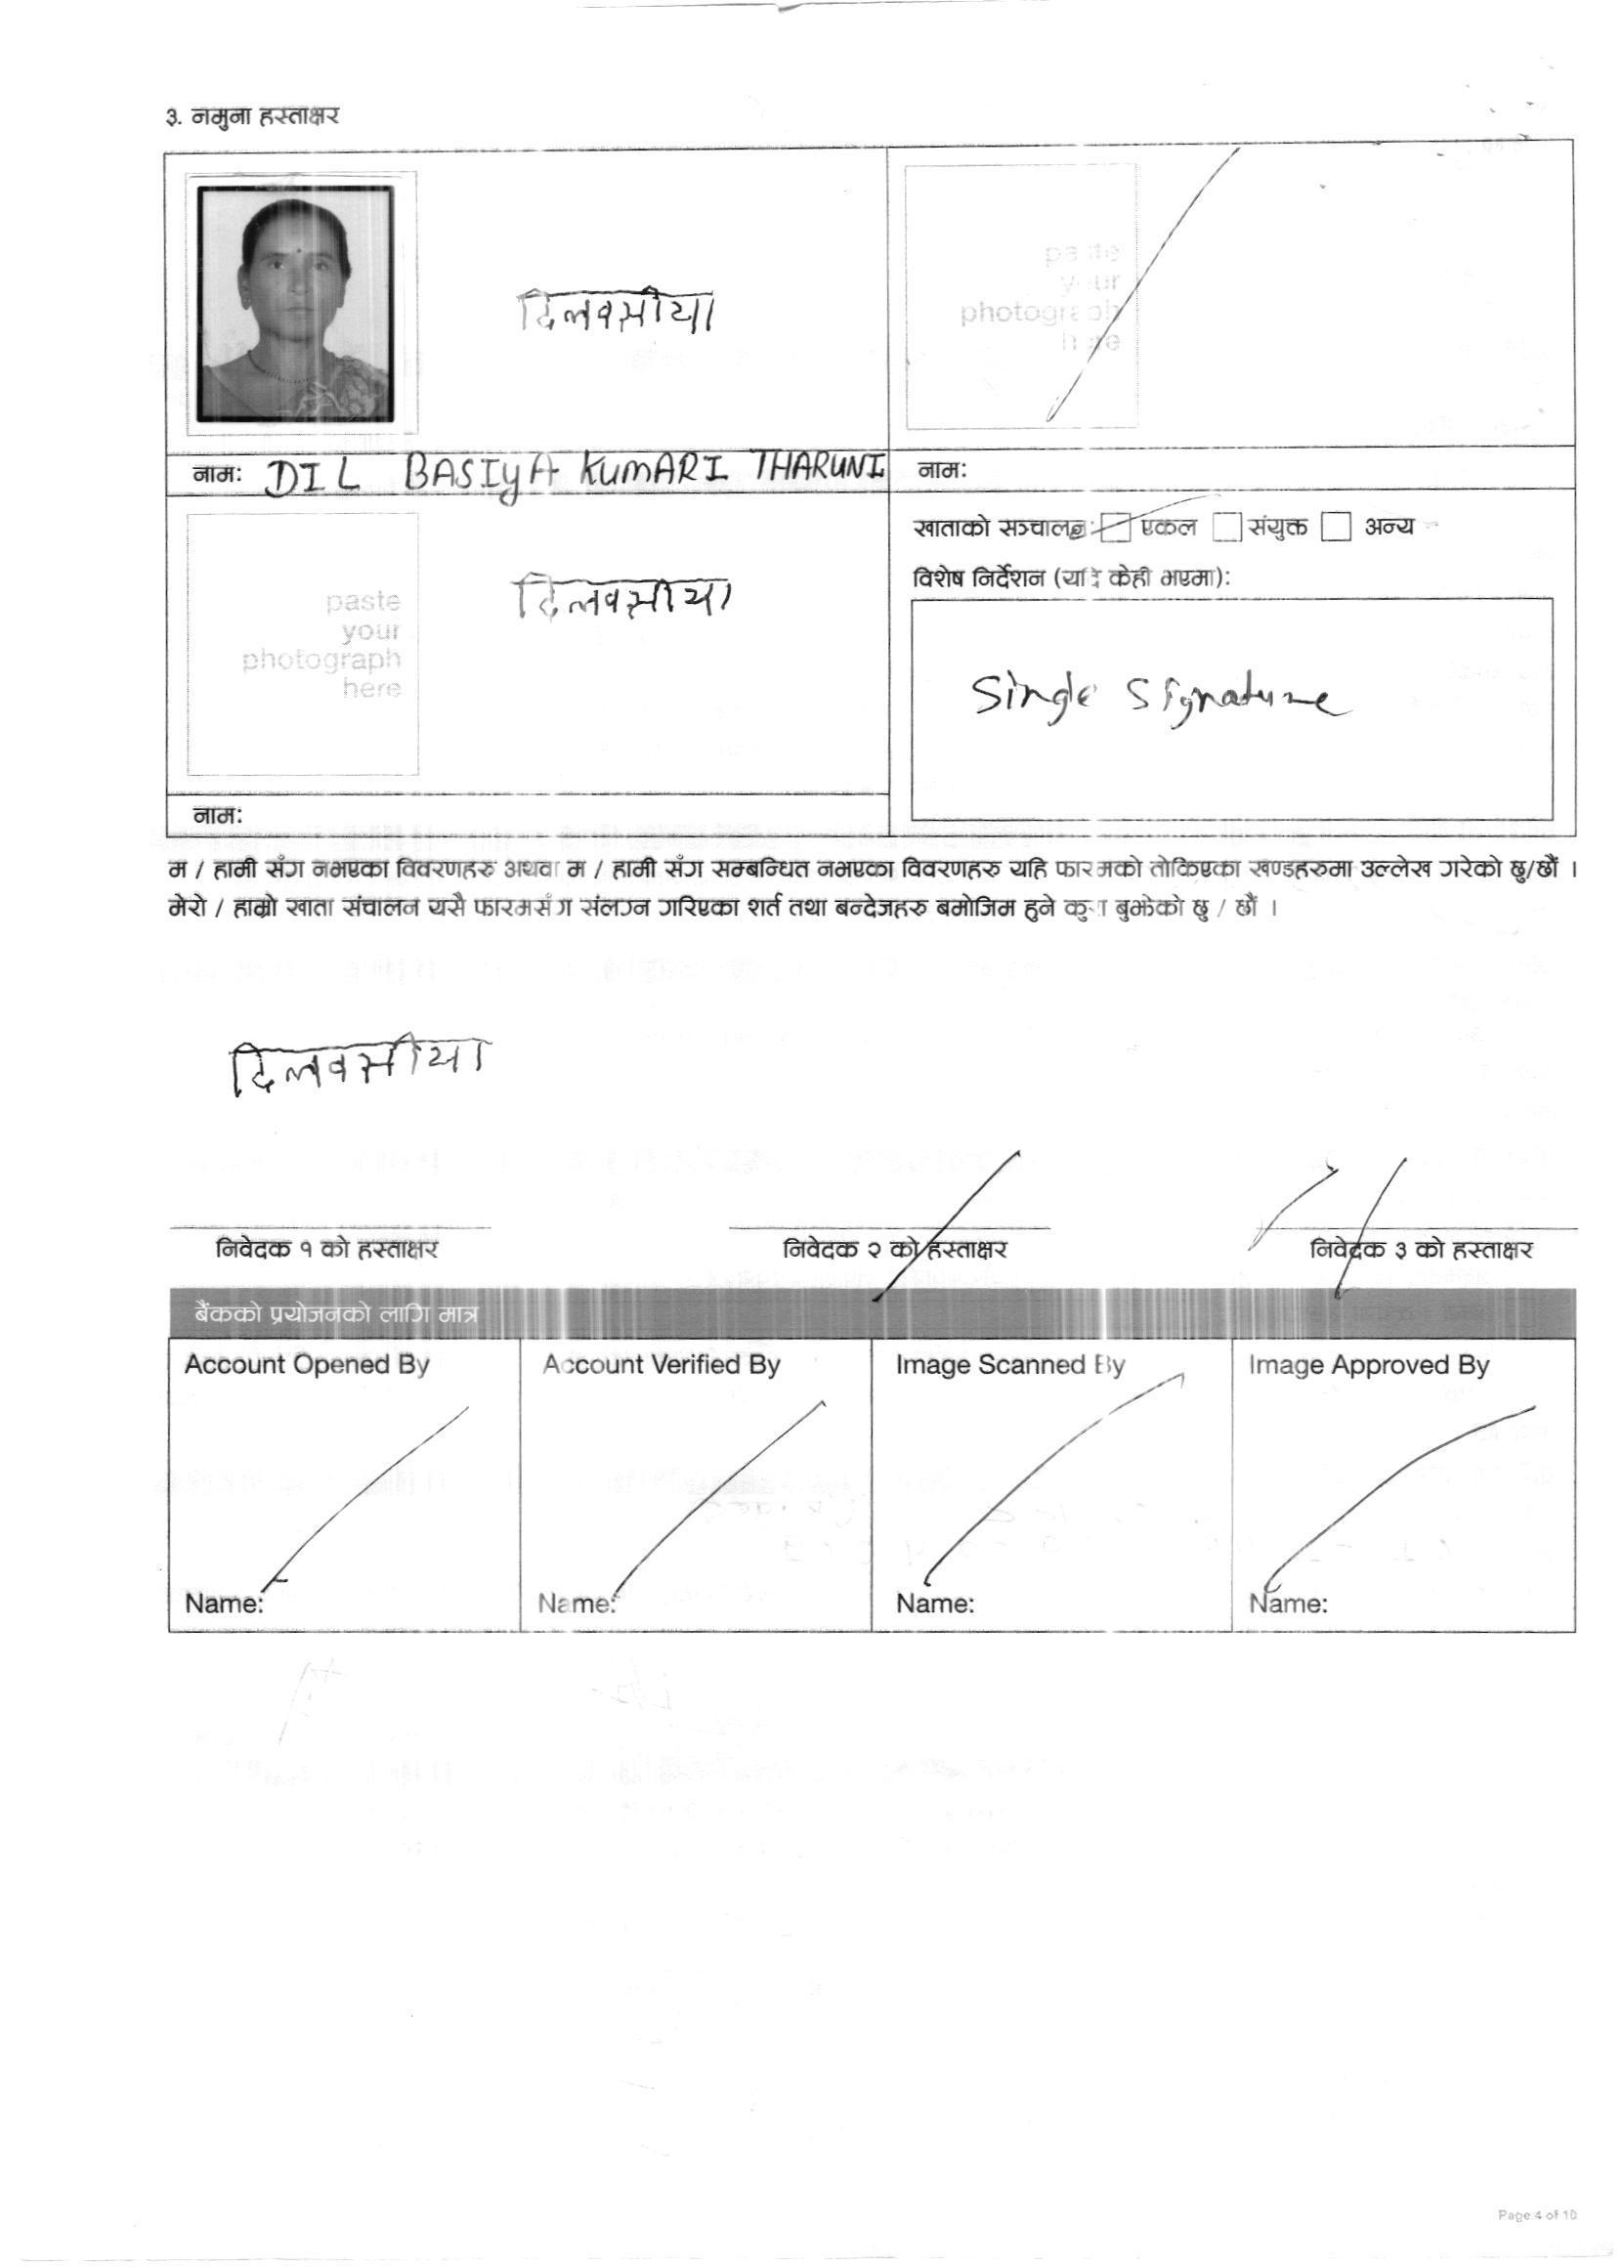 ३. नमुना हस्ताक्षर
दिलवसीया
paste
your
photograph
here
नामः DIL BASIYA KUMARI THARUNI
नामः
paste
your
photograph
here
दिलवसीया
खाताको सञ्चालनः एकल संयुक्त अन्य
विशेष निर्देशन (यदि केही भएमा):
Single Signature
नामः
म / हामी सँग नभएका विवरणहरु अथवा म / हामी सँग सम्बन्धित नभएका विवरणहरु यहि फारमको तोकिएका खण्डहरुमा उल्लेख गरेको छु/छौं ।
मेरो / हाम्रो खाता संचालन यसै फारमसँग संलग्न गरिएका शर्त तथा बन्देजहरु बमोजिम हुने कुरा बुझेको छु / छौं ।
दिलवसीया
निवेदक १ को हस्ताक्षर निवेदक २ को हस्ताक्षर निवेदक ३ को हस्ताक्षर
बैंकको प्रयोजनको लागि मात्र
Account Opened By Account Verified By Image Scanned By Image Approved By
Name: Name: Name: Name:
Page 4 of 10